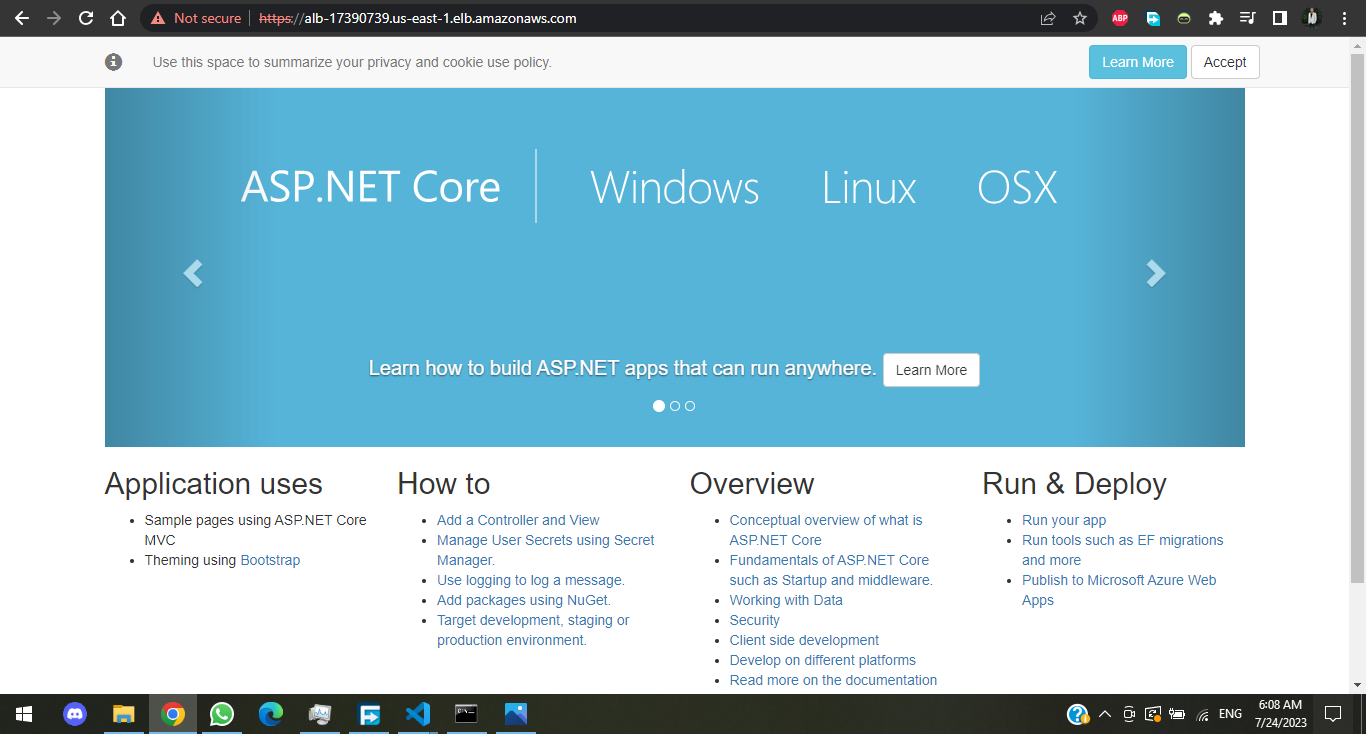 Not secure https://alb-17390739.us-east-1.elb.amazonaws.com
ABP
Use this space to summarize your privacy and cookie use policy.
Learn More
Accept
ASP.NET Core Windows Linux OSX
Learn how to build ASP.NET apps that can run anywhere.
Learn More
Application uses
Sample pages using ASP.NET Core
MVC
Theming using Bootstrap
How to
Add a Controller and View
Manage User Secrets using Secret
Manager.
Use logging to log a message.
Add packages using NuGet.
Target development, staging or
production environment.
Overview
Conceptual overview of what is
ASP.NET Core
Fundamentals of ASP.NET Core
such as Startup and middleware.
Working with Data
Security
Client side development
Develop on different platforms
Read more on the documentation
Run & Deploy
Run your app
Run tools such as EF migrations
and more
Publish to Microsoft Azure Web
Apps
ENG
6:08 AM
7/24/2023